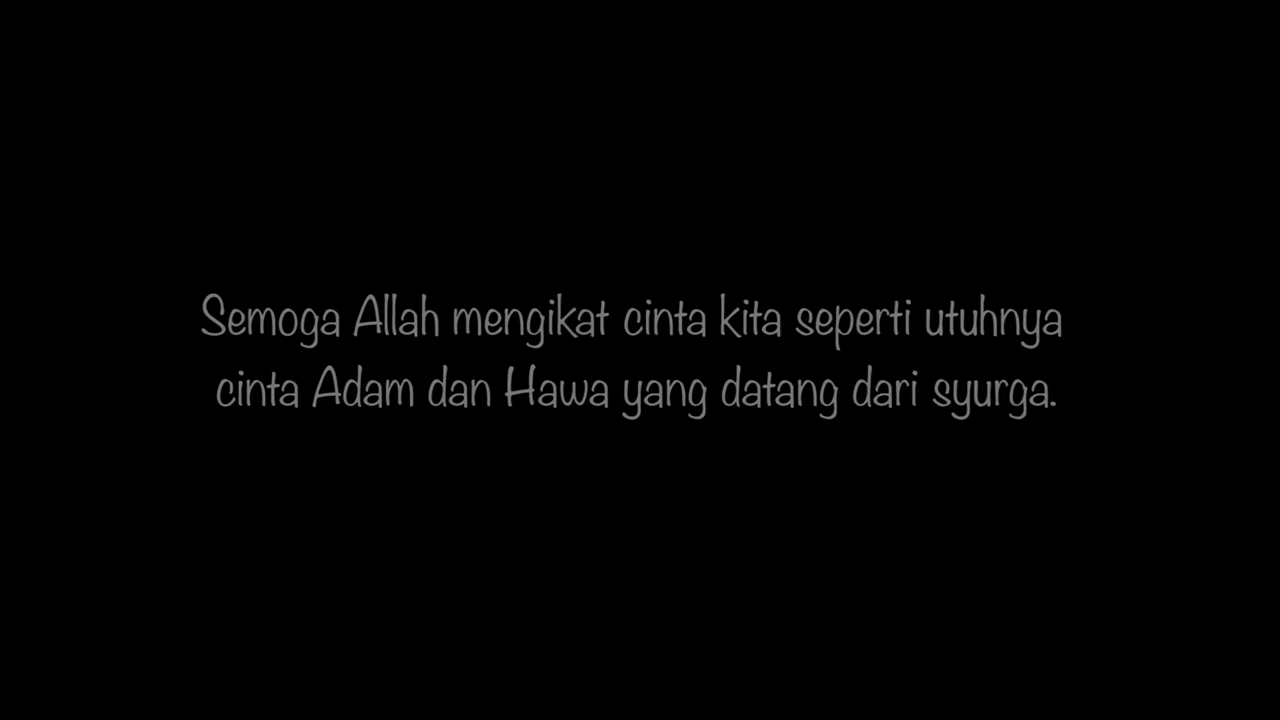 Semoga Allah mengikat cinta kita seperti utuhnya
cinta Adam dan Hawa yang datang dari syurga.